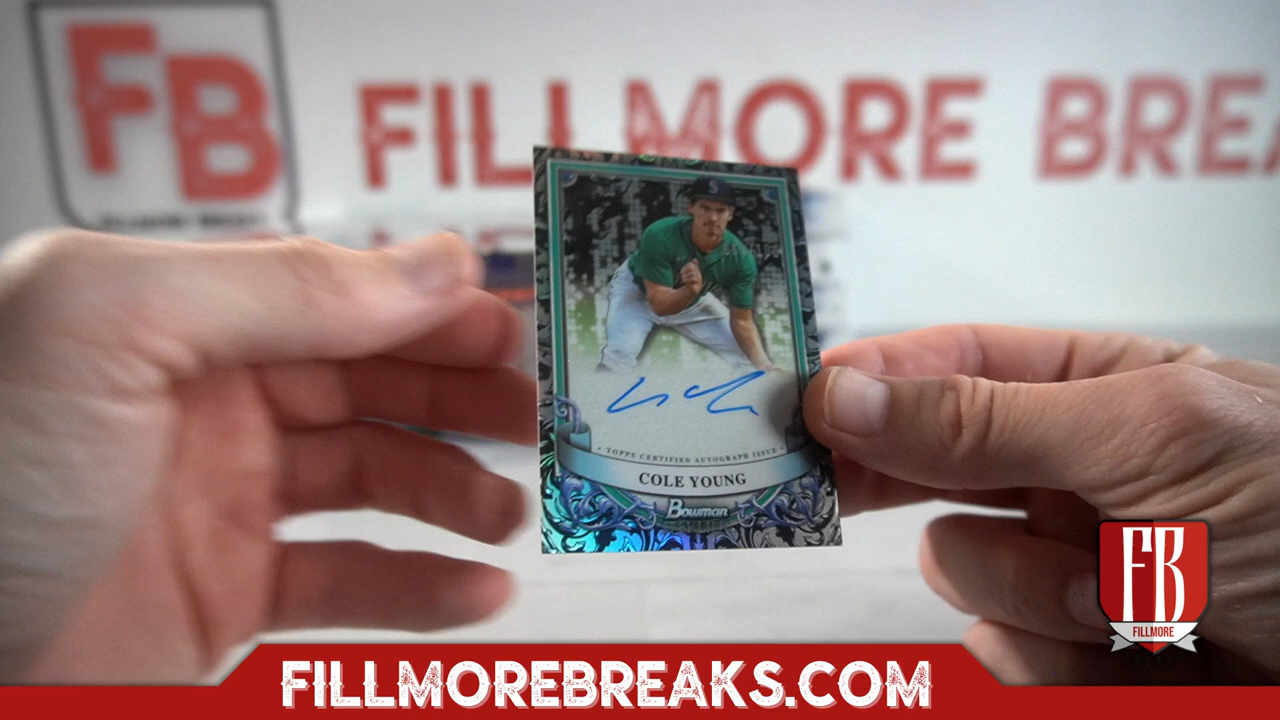 FB
FILLMORE BREA
S
• TOPPS CERTIFIED AUTOGRAPH ISSUE •
COLE YOUNG
Bowman
FB
FILLMORE
FILLMOREBREAKS.COM